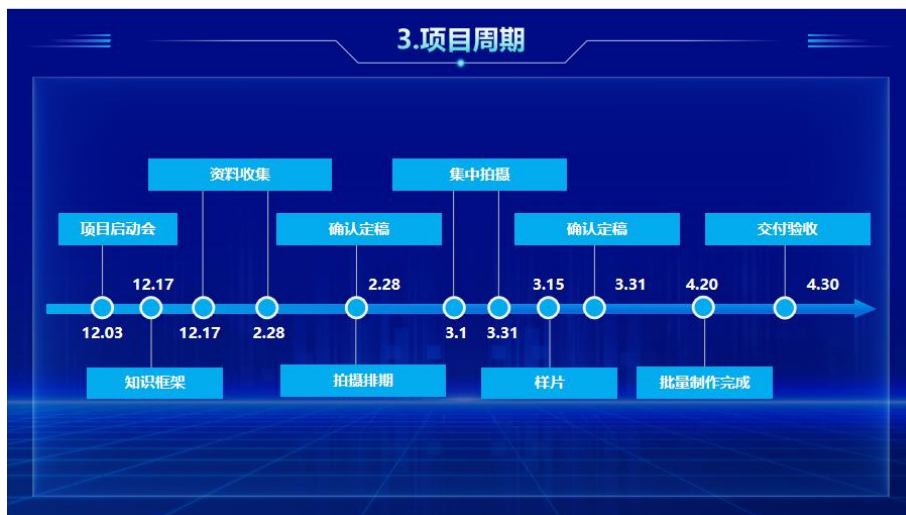 3.项目周期
资料收集
集中拍摄
项目启动会
确认定稿
确认定稿
交付验收
12.17
2.28
3.15
3.31
4.20
4.30
12.03
12.17
2.28
3.1
3.31
知识框架
拍摄排期
样片
批量制作完成